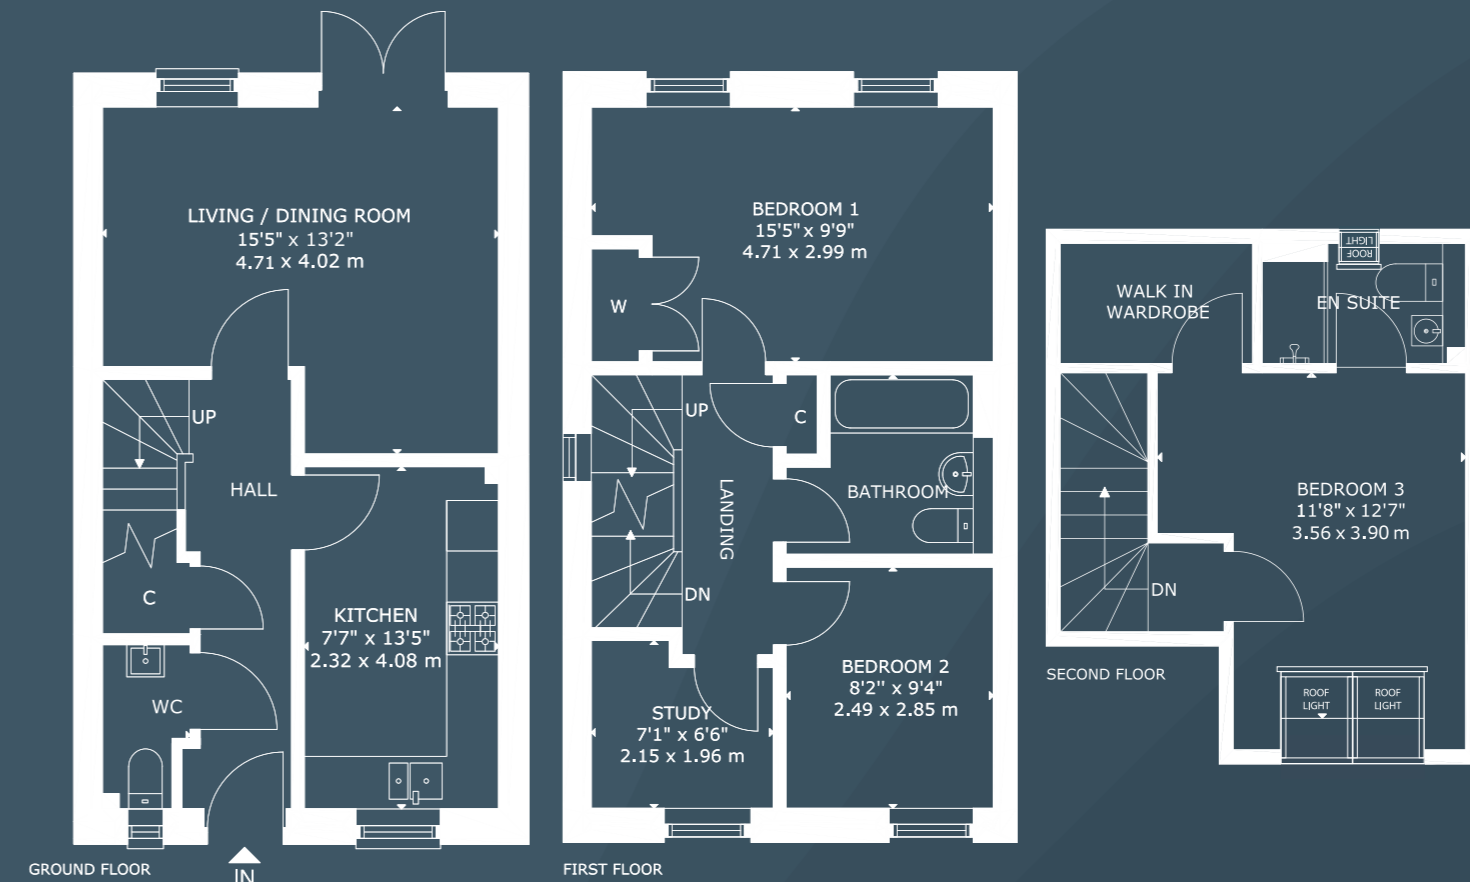 LIVING / DINING ROOM
15'5" x 13'2"
4.71 x 4.02 m
UP
HALL
C
KITCHEN
7'7" x 13'5"
2.32 x 4.08 m
WC
GROUND FLOOR
IN
BEDROOM 1
15'5" x 9'9"
4.71 x 2.99 m
W
UP
C
LANDING
BATHROOM
DN
BEDROOM 2
8'2'' x 9'4"
2.49 x 2.85 m
STUDY
7'1" x 6'6"
2.15 x 1.96 m
FIRST FLOOR
ROOF
LIGHT
WALK IN
WARDROBE
EN SUITE
BEDROOM 3
11'8" x 12'7"
3.56 x 3.90 m
DN
SECOND FLOOR
ROOF
LIGHT
ROOF
LIGHT